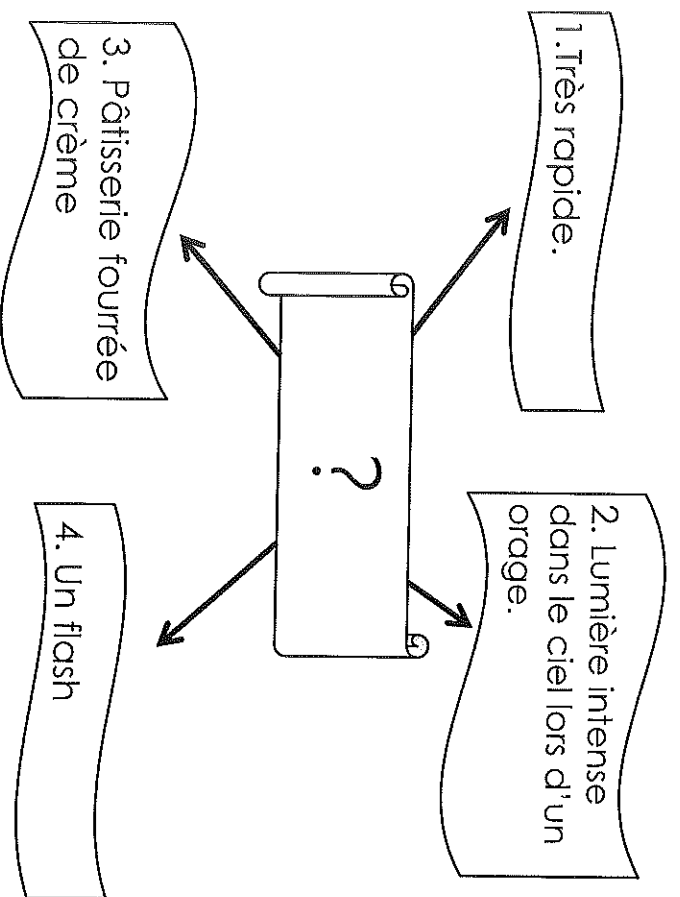 1.Très rapide.
2. Lumière intense
dans le ciel lors d'un
orage.
?
3. Pâtisserie fourrée
de crème
4. Un flash